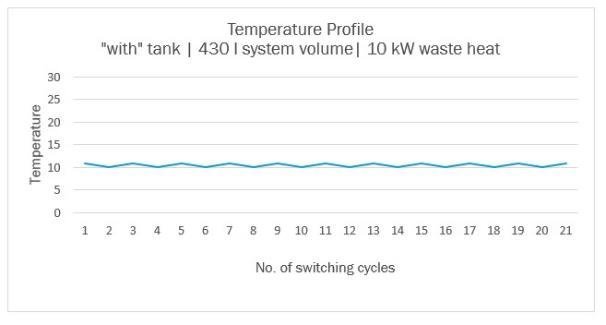 Temperature Profile
"with" tank | 430 l system volume| 10 kW waste heat
30
25
20
15
10
5
0
Temperature
1 2 3 4 5 6 7 8 9 10 11 12 13 14 15 16 17 18 19 20 21
No. of switching cycles